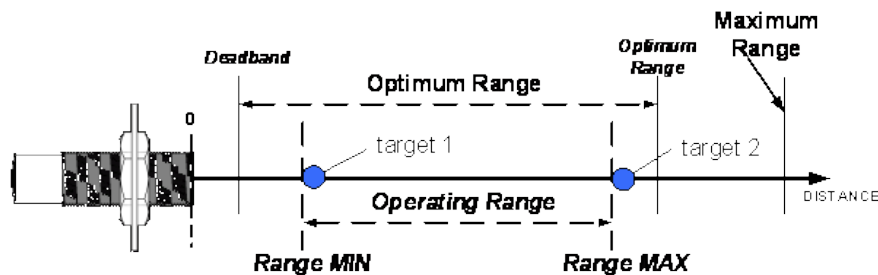 Maximum
Range
Optimum
Range
Deadband
Optimum Range
0
target 1
target 2
Operating Range
DISTANCE
Range MIN
Range MAX